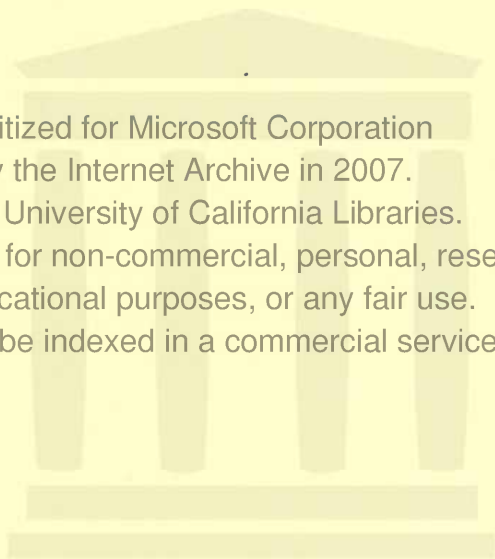 itized for Microsoft Corporation
y the Internet Archive in 2007.
University of California Libraries.
for non-commercial, personal, rese
cational purposes, or any fair use.
be indexed in a commercial service